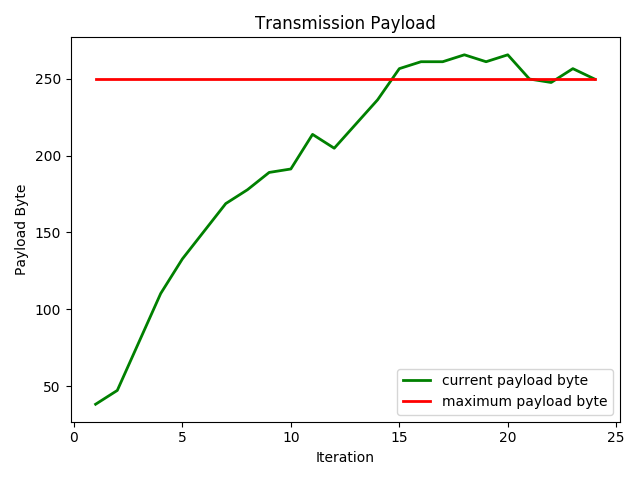 Transmission Payload
Payload Byte
250
200
150
100
50
0
5
10
15
20
25
Iteration
current payload byte
maximum payload byte